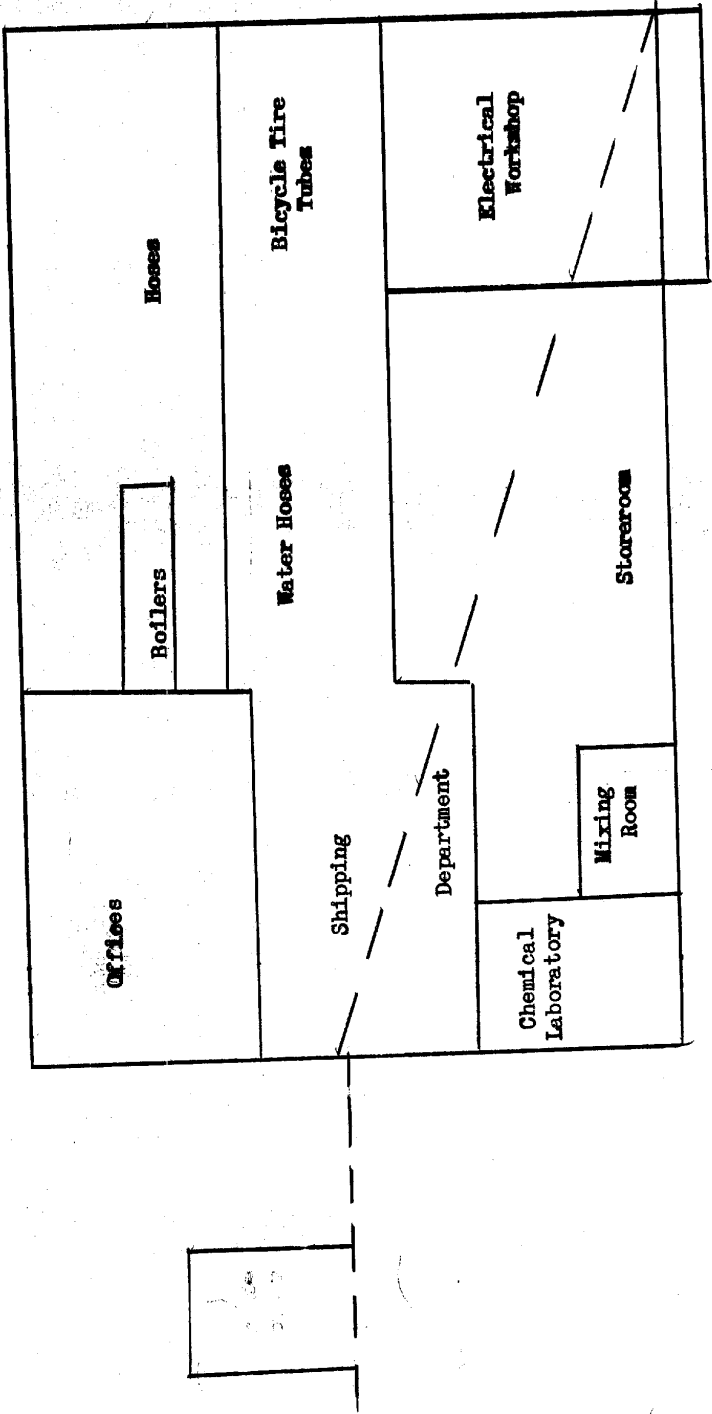 Offices
Boilers
Hoses
Shipping
Department
Water Hoses
Bicycle Tire
Tubes
Chemical
Laboratory
Mixing
Room
Storeroom
Electrical
Workshop